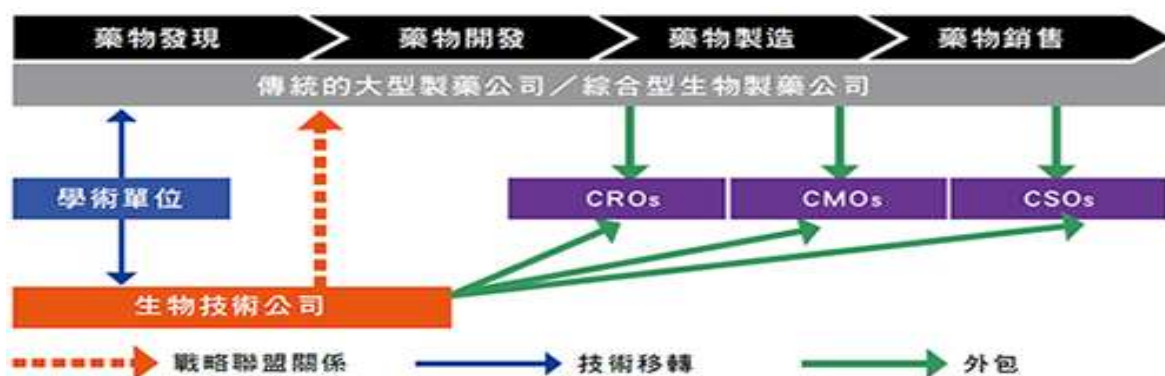 藥物發現 藥物開發 藥物製造 藥物銷售
傳統的大型製藥公司／綜合型生物製藥公司
學術單位 CROs CMOs CSOs
生物技術公司
戰略聯盟關係 技術移轉 外包